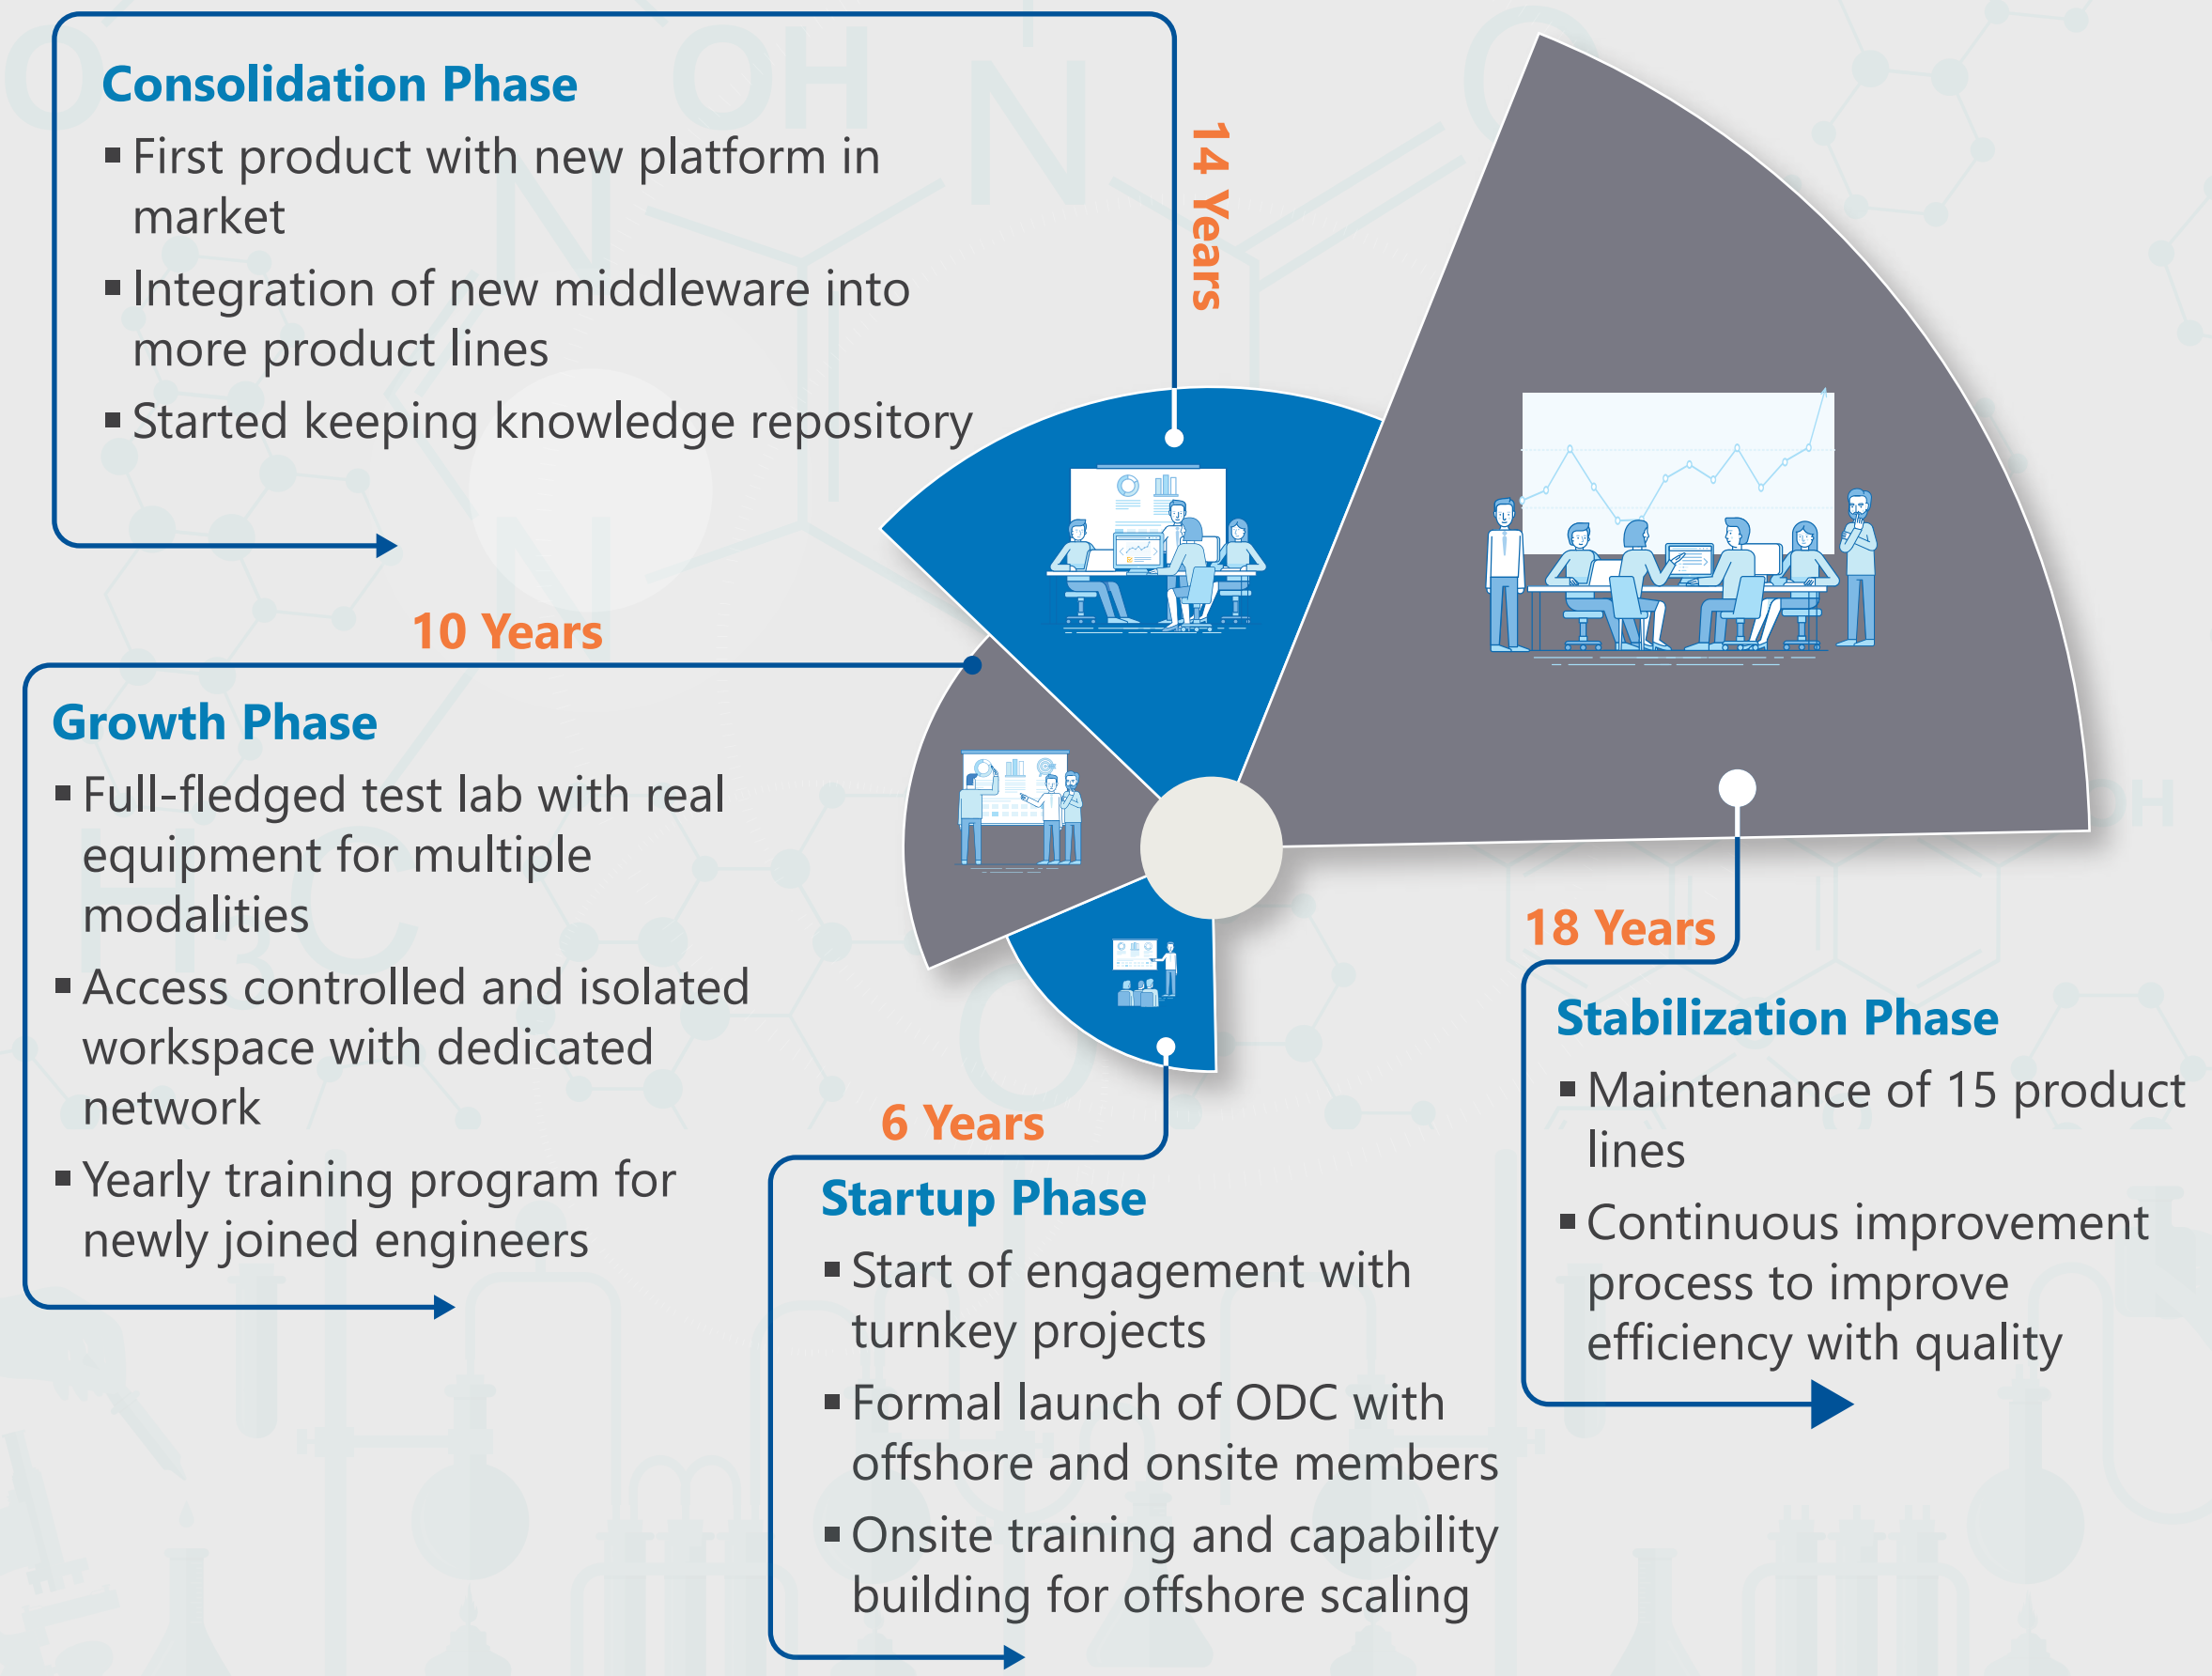 Consolidation Phase
▪ First product with new platform in
market
▪ Integration of new middleware into
more product lines
▪ Started keeping knowledge repository
14 Years
10 Years
Growth Phase
▪ Full-fledged test lab with real
equipment for multiple
modalities
▪ Access controlled and isolated
workspace with dedicated
network
▪ Yearly training program for
newly joined engineers
6 Years
Startup Phase
▪ Start of engagement with
turnkey projects
▪ Formal launch of ODC with
offshore and onsite members
▪ Onsite training and capability
building for offshore scaling
18 Years
Stabilization Phase
▪ Maintenance of 15 product
lines
▪ Continuous improvement
process to improve
efficiency with quality
O
OH
N
N
O
N
N
H3C
O
OH